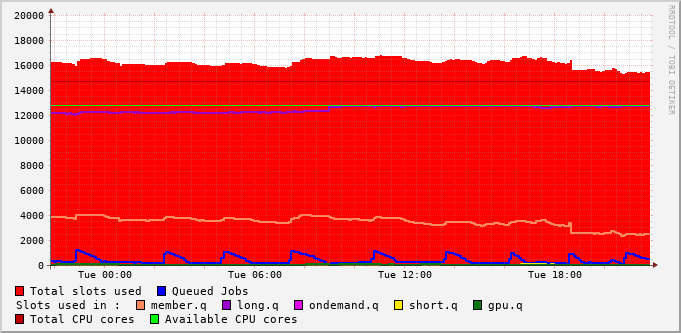 20000
18000
16000
14000
12000
10000
8000
6000
4000
2000
0
Tue 00:00 Tue 06:00 Tue 12:00 Tue 18:00
RRDTOOL / TOBI OETIKER
Total slots used Queued Jobs
Slots used in : member.q long.q ondemand.q short.q gpu.q
Total CPU cores Available CPU cores